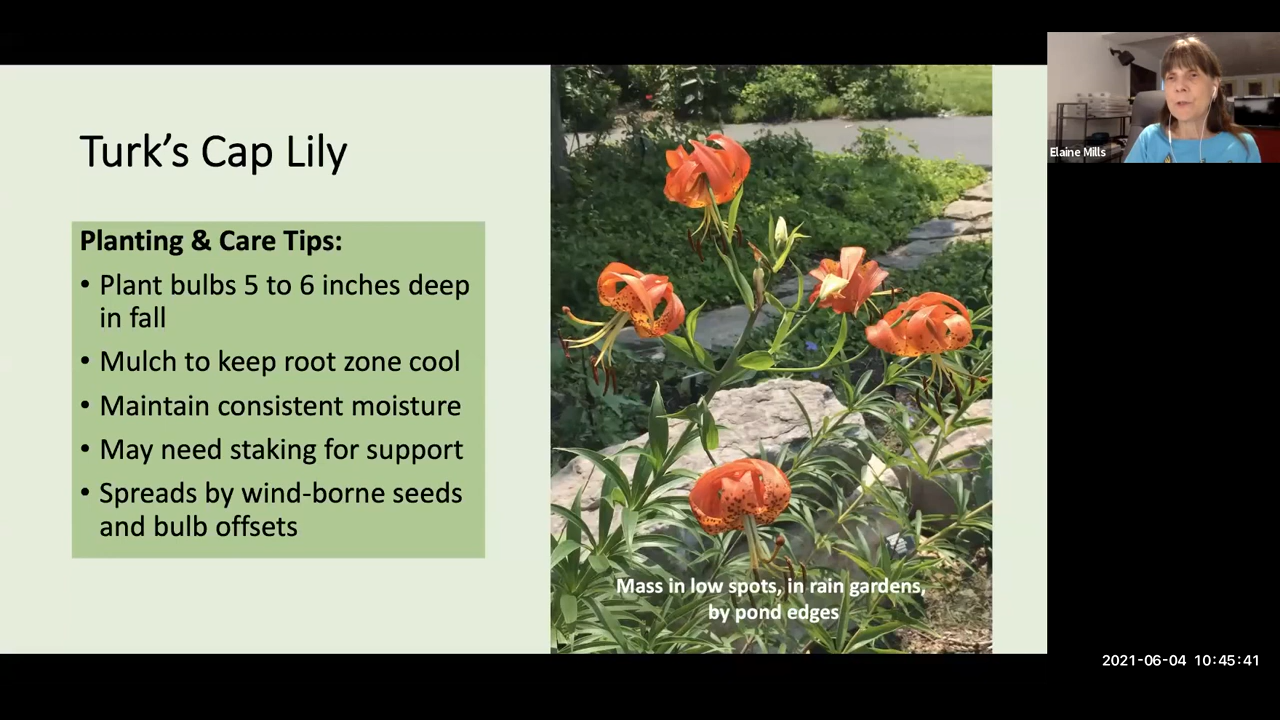 Turk’s Cap Lily
Planting & Care Tips:
• Plant bulbs 5 to 6 inches deep
in fall
• Mulch to keep root zone cool
• Maintain consistent moisture
• May need staking for support
• Spreads by wind-borne seeds
and bulb offsets
Mass in low spots, in rain gardens,
by pond edges
Elaine Mills
2021-06-04 10:45:41